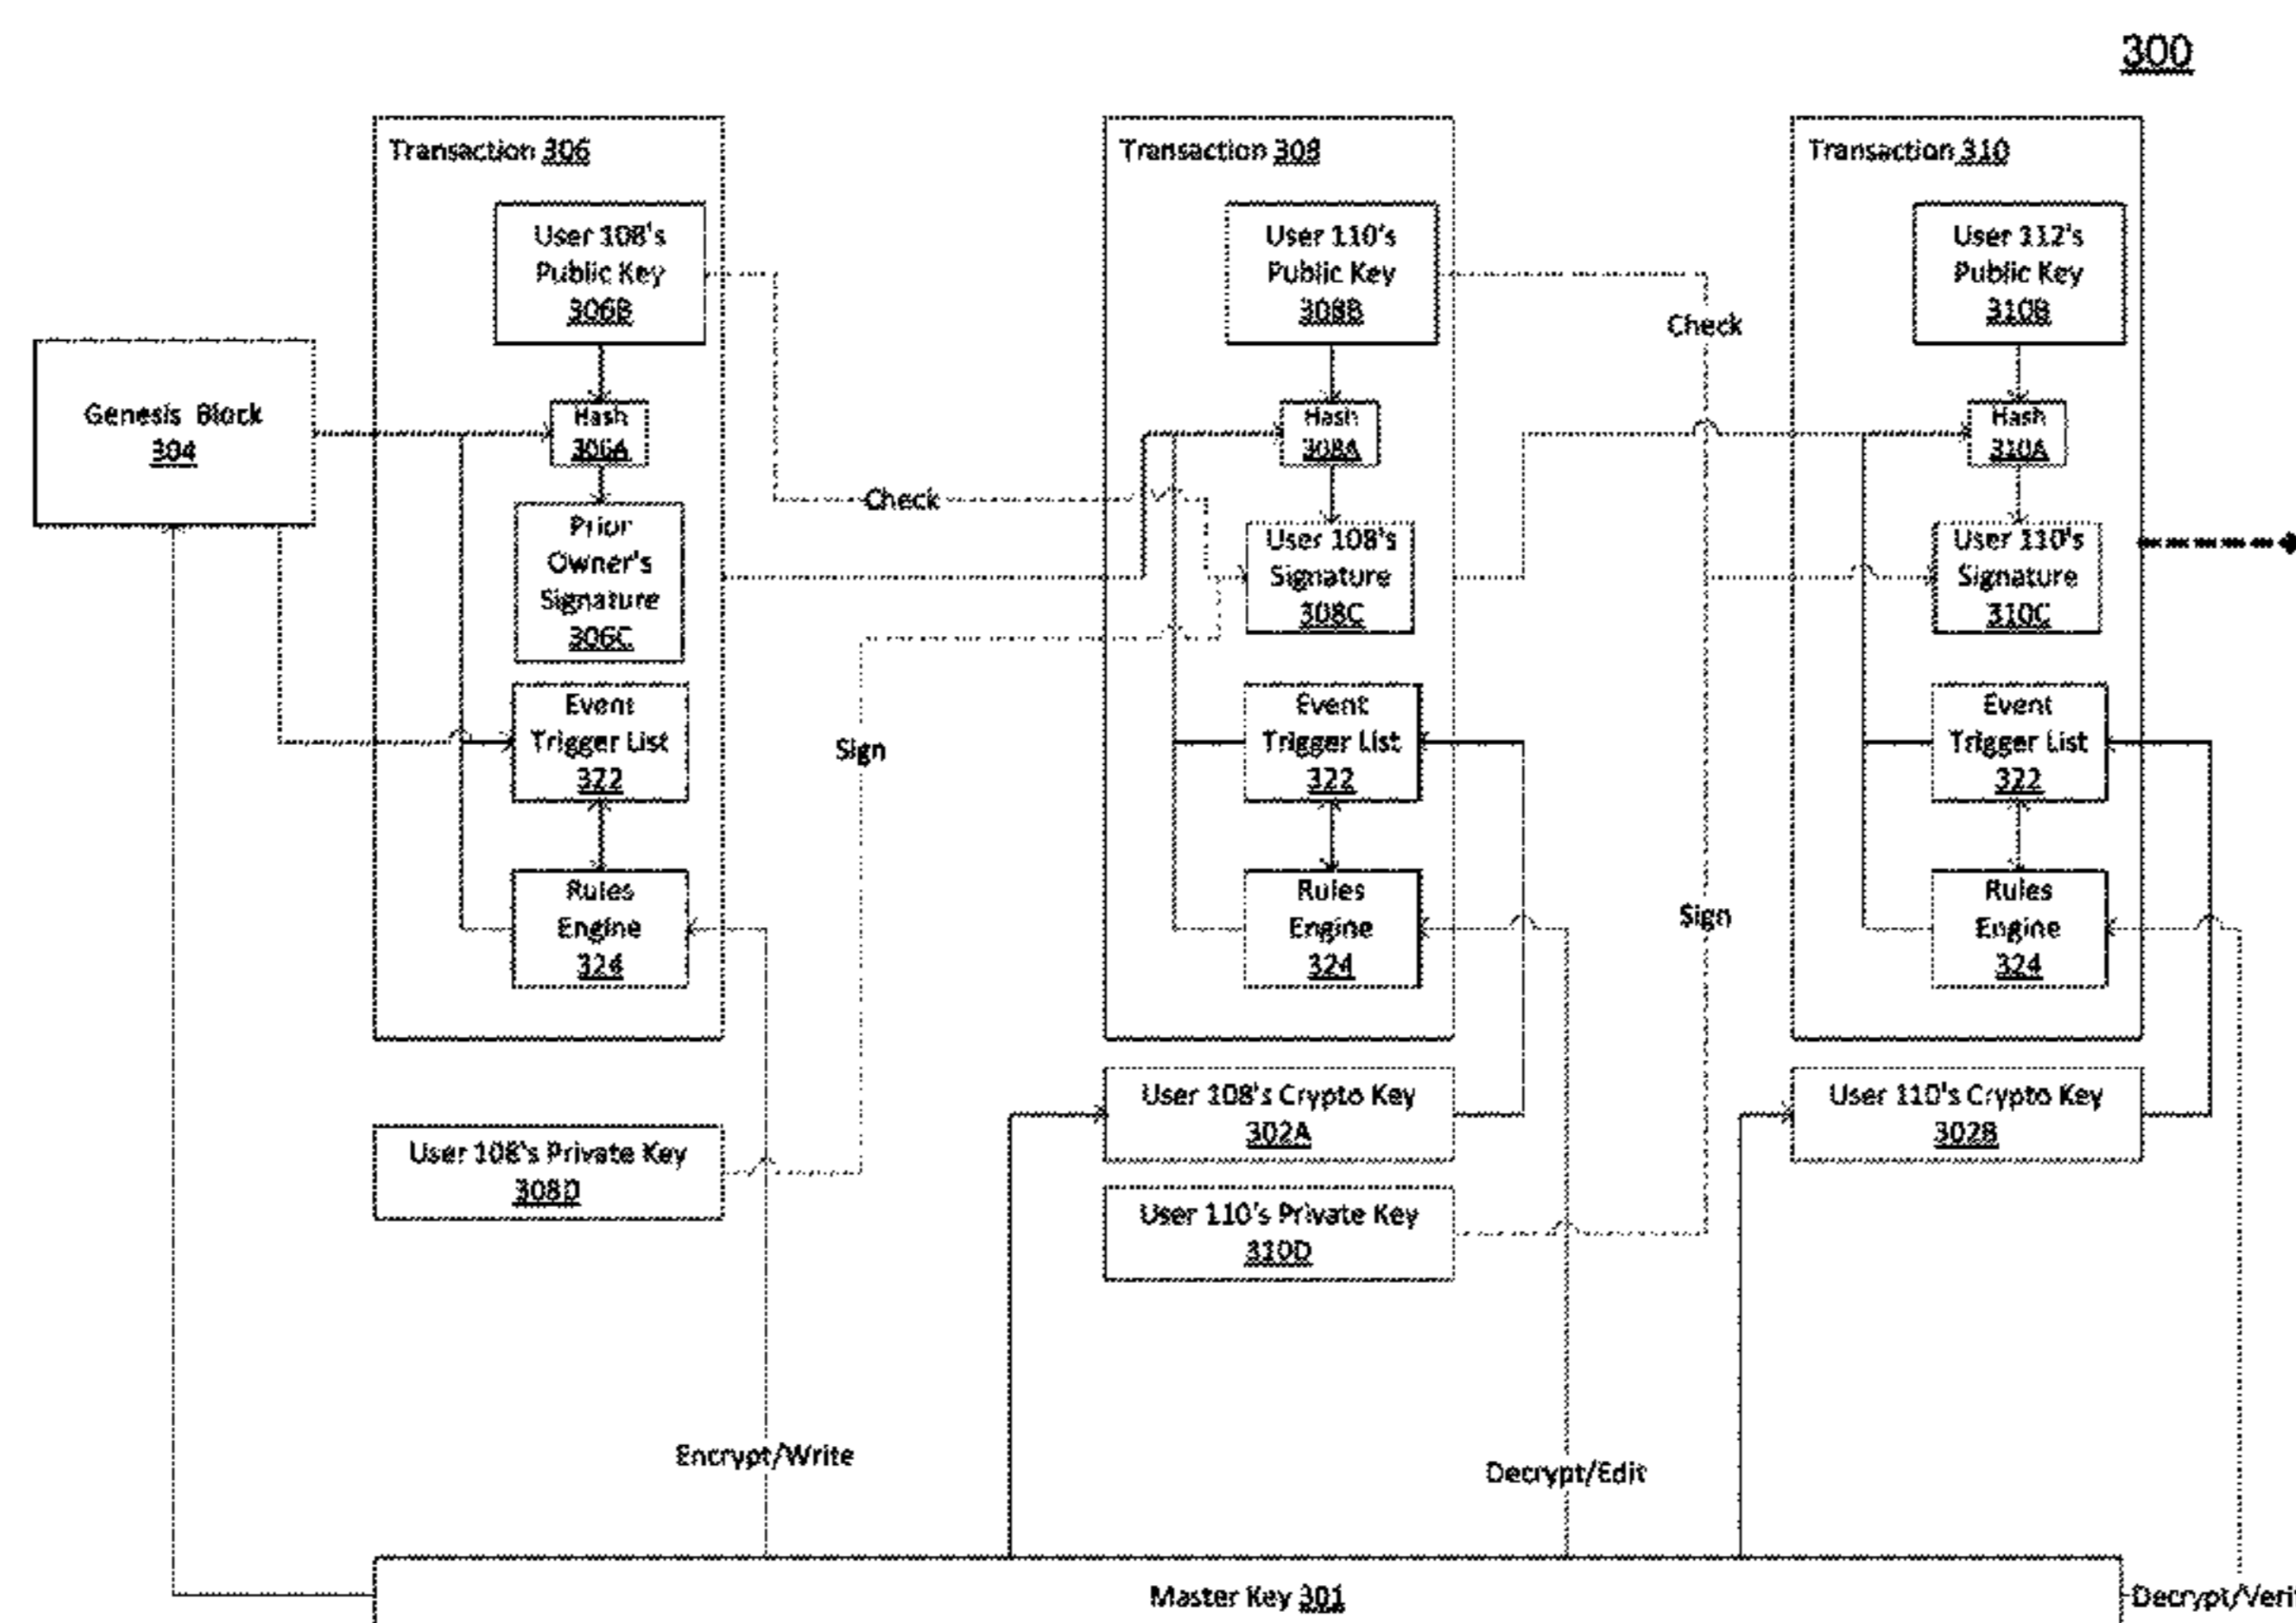 300
Transaction 306
User 108's
Public Key
306B
Hash
306A
Prior
Owner's
Signature
306C
Event
Trigger List
322
Rules
Engine
324
Genesis Block
304
Check
Sign
Transaction 308
User 110's
Public Key
308B
Hash
308A
User 108's
Signature
308C
Event
Trigger List
322
Rules
Engine
324
Check
Sign
Transaction 310
User 112's
Public Key
310B
Hash
310A
User 110's
Signature
310C
Event
Trigger List
322
Rules
Engine
324
User 108's Private Key
308D
User 108's Crypto Key
302A
User 110's Private Key
310D
User 110's Crypto Key
302B
Encrypt/Write
Decrypt/Edit
Master Key 301
Decrypt/Verif